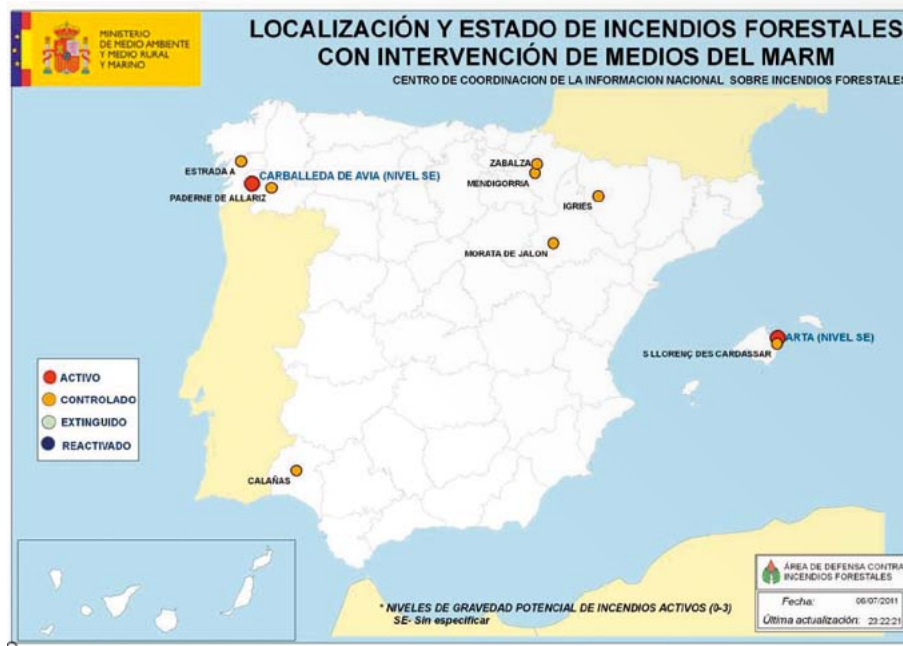 MINISTERIO
DE MEDIO AMBIENTE
Y MEDIO RURAL
Y MARINO
LOCALIZACIÓN Y ESTADO DE INCENDIOS FORESTALES
CON INTERVENCIÓN DE MEDIOS DEL MARM
CENTRO DE COORDINACION DE LA INFORMACION NACIONAL SOBRE INCENDIOS FORESTALES
ESTRADA A
CARBALLEDA DE AVIA (NIVEL SE)
PADERNE DE ALLARIZ
ZABALZA
MENDIGORRIA
IGRIES
MORATA DE JALON
ARTA (NIVEL SE)
S LLORENÇ DES CARDASSAR
CALAÑAS
ACTIVO
CONTROLADO
EXTINGUIDO
REACTIVADO
* NIVELES DE GRAVEDAD POTENCIAL DE INCENDIOS ACTIVOS (0-3)
SE- Sin especificar
ÁREA DE DEFENSA CONTRA
INCENDIOS FORESTALES
Fecha: 06/07/2011
Última actualización: 23:22:21